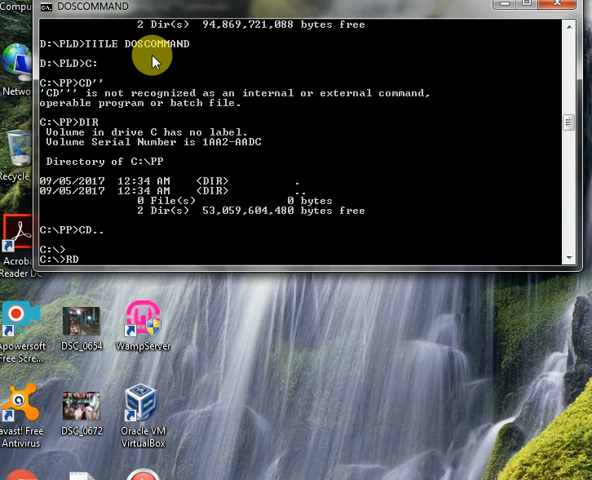 Compu
DOSCOMMAND
2 Dir(s) 94,869,721,088 bytes free
D:\PLD>TITLE DOSCOMMAND
D:\PLD>C:
C:\PP>CD''
'CD''' is not recognized as an internal or external command,
operable program or batch file.
C:\PP>DIR
Volume in drive C has no label.
Volume Serial Number is 1AA2-AADC
Directory of C:\PP
09/05/2017 12:34 AM <DIR> .
09/05/2017 12:34 AM <DIR> ..
0 File(s) 0 bytes
2 Dir(s) 53,059,604,480 bytes free
C:\PP>CD..
C:\>
C:\>RD
Netwo
Recycle
Acroba
Reader D
Apowersoft
Free Scre...
DSC_0654
WampServer
avast! Free
Antivirus
DSC_0672
Oracle VM
VirtualBox